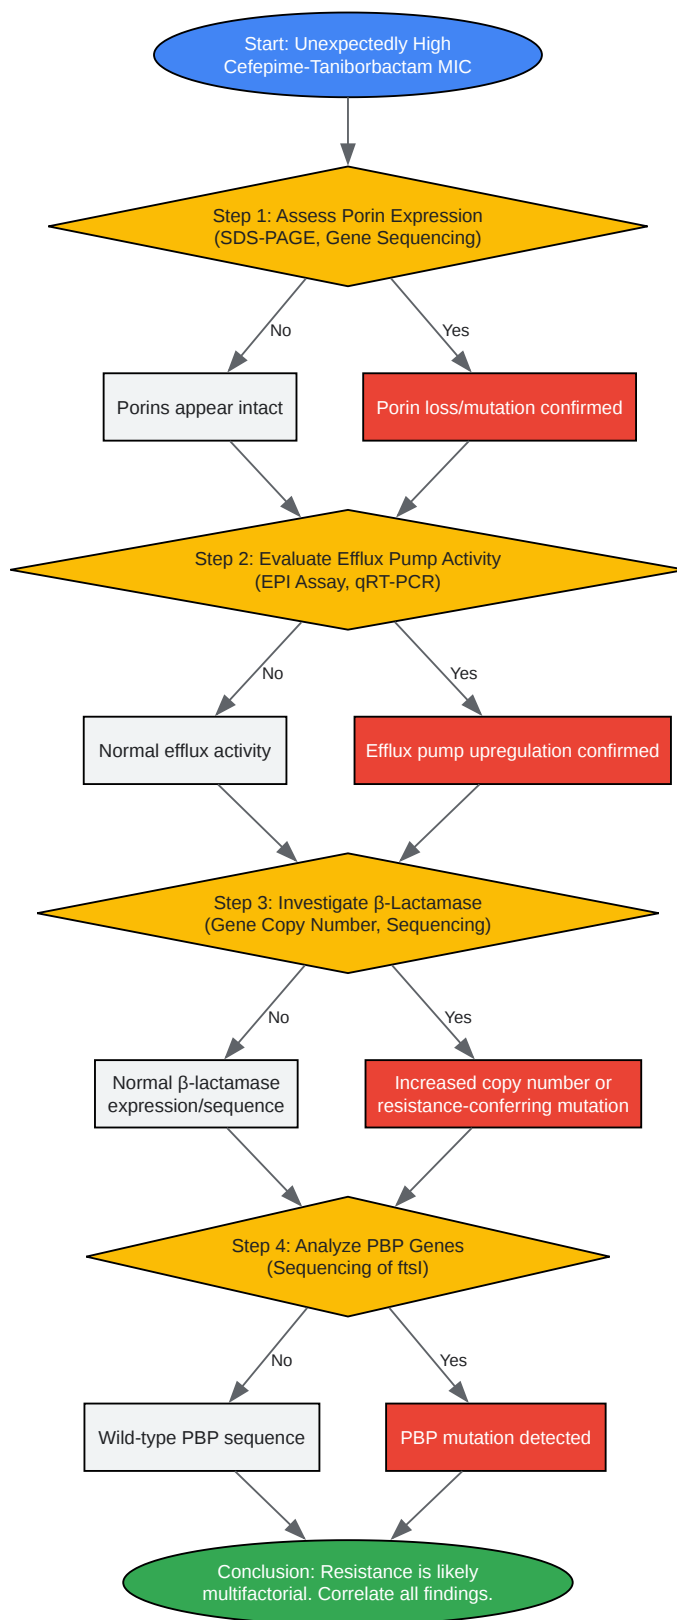 Start: Unexpectedly High
Cefepime-Taniborbactam MIC
Step 1: Assess Porin Expression
(SDS-PAGE, Gene Sequencing)
No
Yes
Porins appear intact
Porin loss/mutation confirmed
Step 2: Evaluate Efflux Pump Activity
(EPI Assay, qRT-PCR)
No
Yes
Normal efflux activity
Efflux pump upregulation confirmed
Step 3: Investigate β-Lactamase
(Gene Copy Number, Sequencing)
No
Yes
Normal β-lactamase
expression/sequence
Increased copy number or
resistance-conferring mutation
Step 4: Analyze PBP Genes
(Sequencing of ftsI)
No
Yes
Wild-type PBP sequence
PBP mutation detected
Conclusion: Resistance is likely
multifactorial. Correlate all findings.